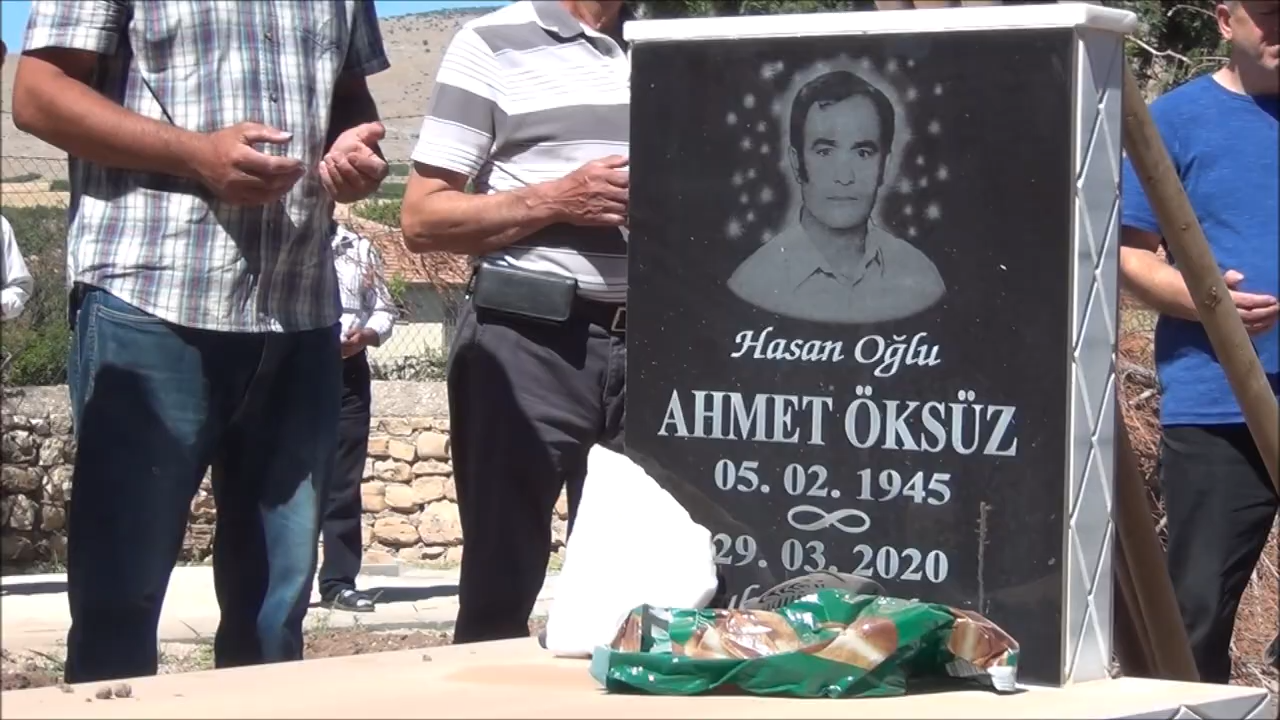 Hasan Oğlu
AHMET ÖKSÜZ
05. 02. 1945
29. 03. 2020